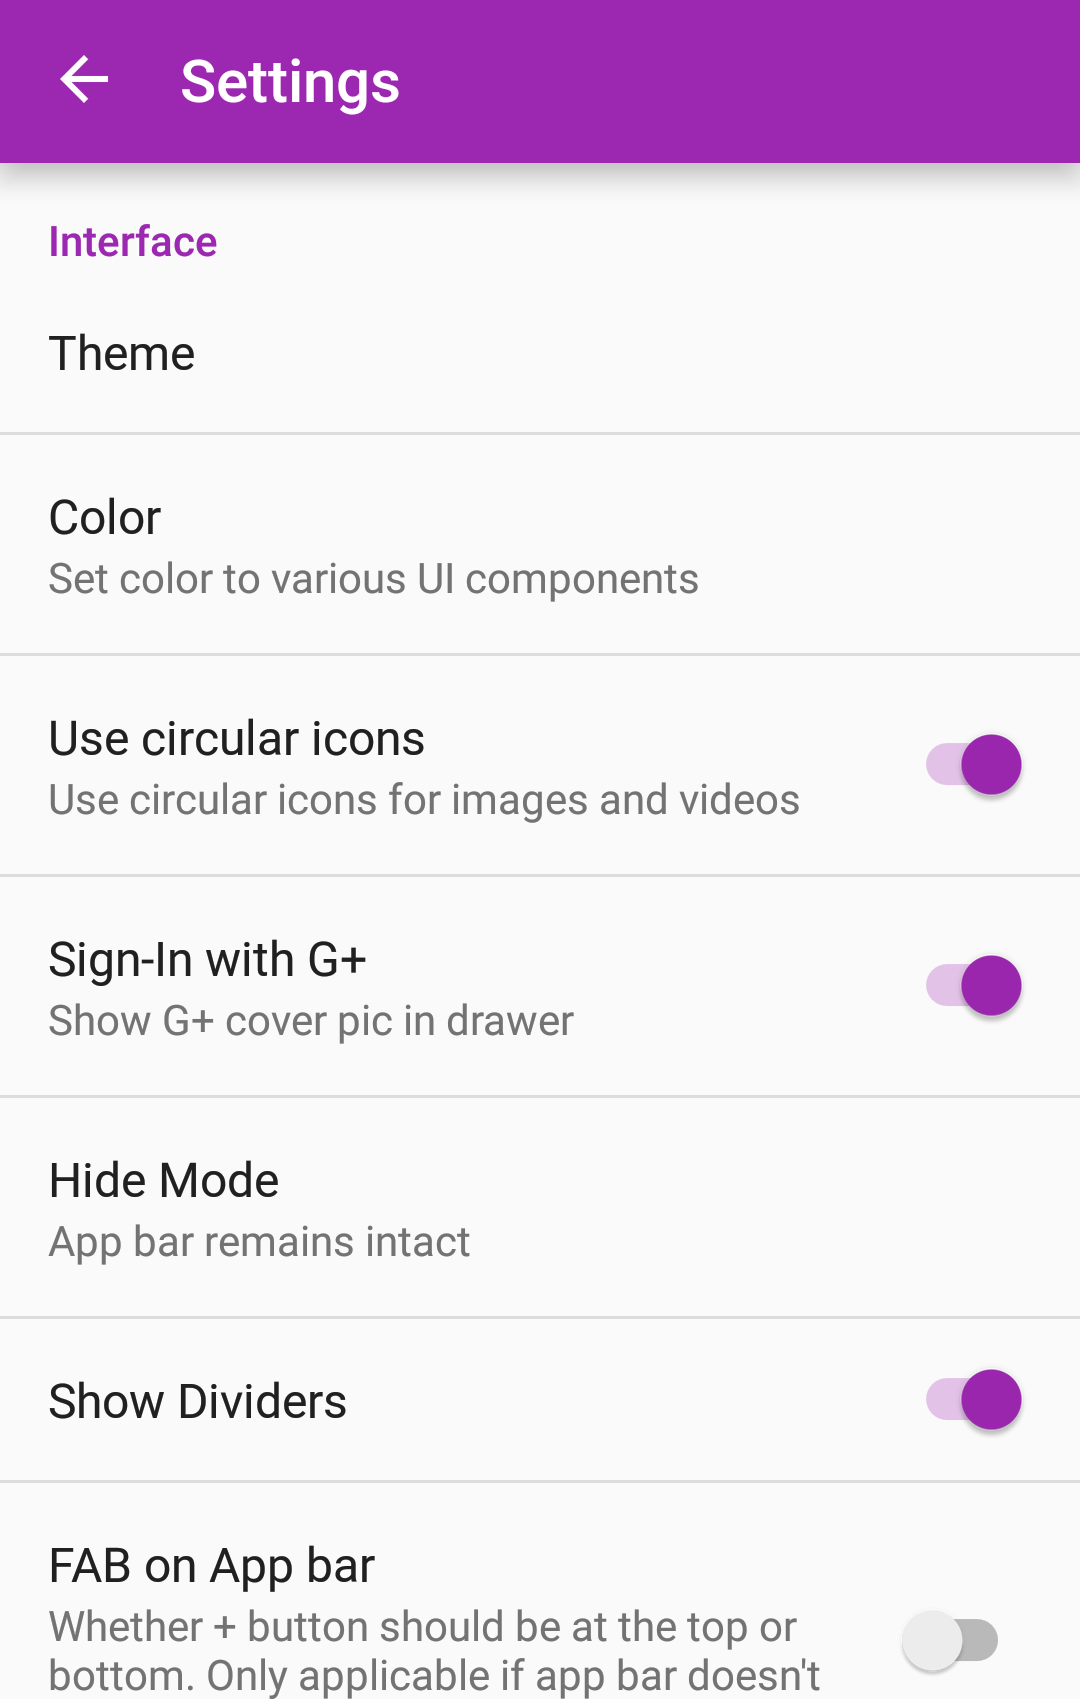 Settings
Interface
Theme
Color
Set color to various UI components
Use circular icons
Use circular icons for images and videos
Sign-In with G+
Show G+ cover pic in drawer
Hide Mode
App bar remains intact
Show Dividers
FAB on App bar
Whether + button should be at the top or
bottom. Only applicable if app bar doesn't